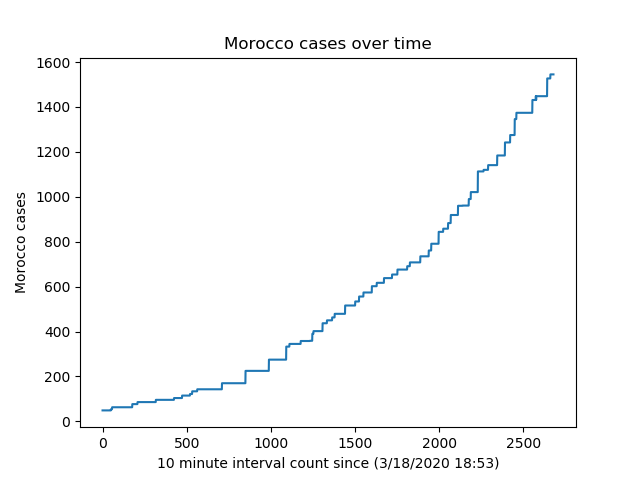 Morocco cases over time
1600
1400
1200
1000
800
600
400
200
0
Morocco cases
0 500 1000 1500 2000 2500
10 minute interval count since (3/18/2020 18:53)